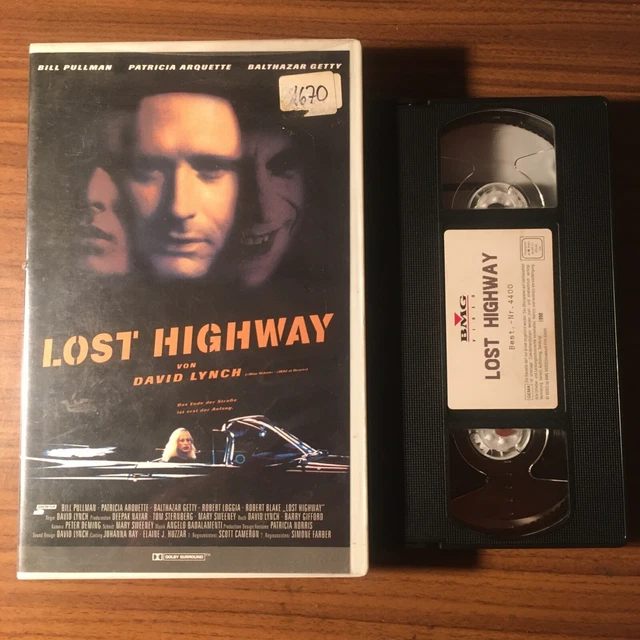 BILL PULLMAN PATRICIA ARQUETTE BALTHAZAR GETTY
4670
LOST HIGHWAY
VON
DAVID LYNCH
Das Ende der Straße
ist erst der Anfang.
BILL PULLMAN · PATRICIA ARQUETTE · BALTHAZAR GETTY · ROBERT LOGGIA · ROBERT BLAKE „LOST HIGHWAY"
DAVID LYNCH DEEPAK NAYAR · TOM STERNBERG · MARY SWEENEY DAVID LYNCH · BARRY GIFFORD
PETER DEMING MARY SWEENEY ANGELO BADALAMENTI PATRICIA NORRIS
DAVID LYNCH JOHANNA RAY · ELAINE J. HUZZAR SCOTT CAMERON SIMONE FARBER
DOLBY SURROUND
BMG
VIDEO
LOST HIGHWAY
Best.-Nr. 4400